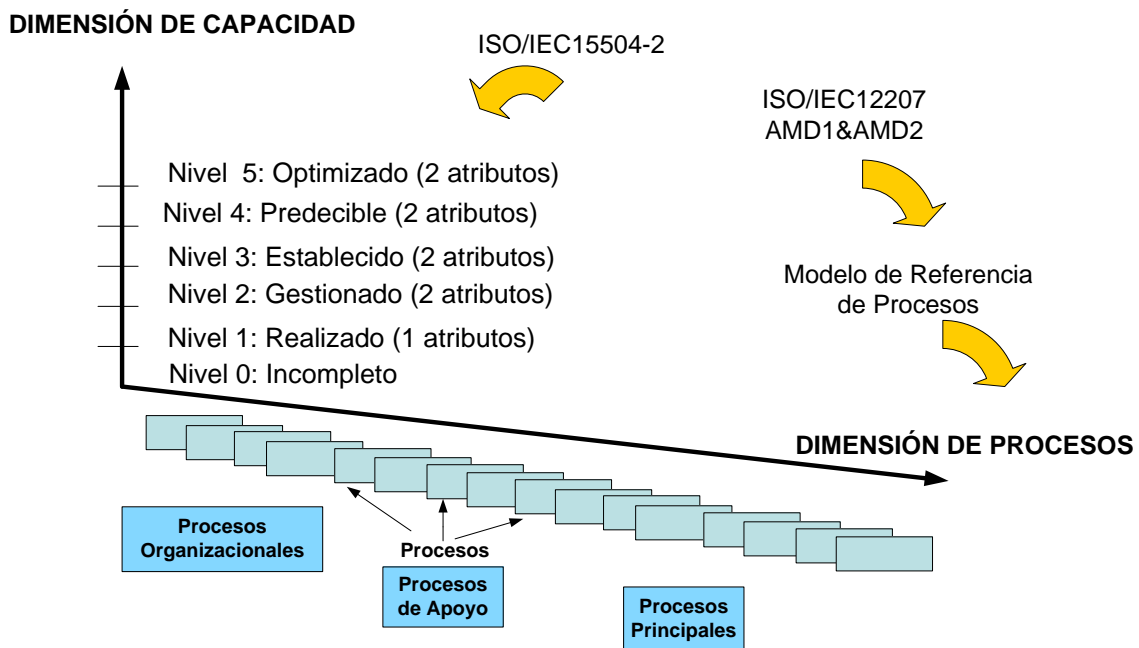 DIMENSIÓN DE CAPACIDAD
ISO/IEC15504-2
ISO/IEC12207
AMD1&AMD2
Nivel 5: Optimizado (2 atributos)
Nivel 4: Predecible (2 atributos)
Nivel 3: Establecido (2 atributos)
Nivel 2: Gestionado (2 atributos)
Nivel 1: Realizado (1 atributos)
Nivel 0: Incompleto
Modelo de Referencia
de Procesos
DIMENSIÓN DE PROCESOS
Procesos
Organizacionales
Procesos
Procesos
de Apoyo
Procesos
Principales